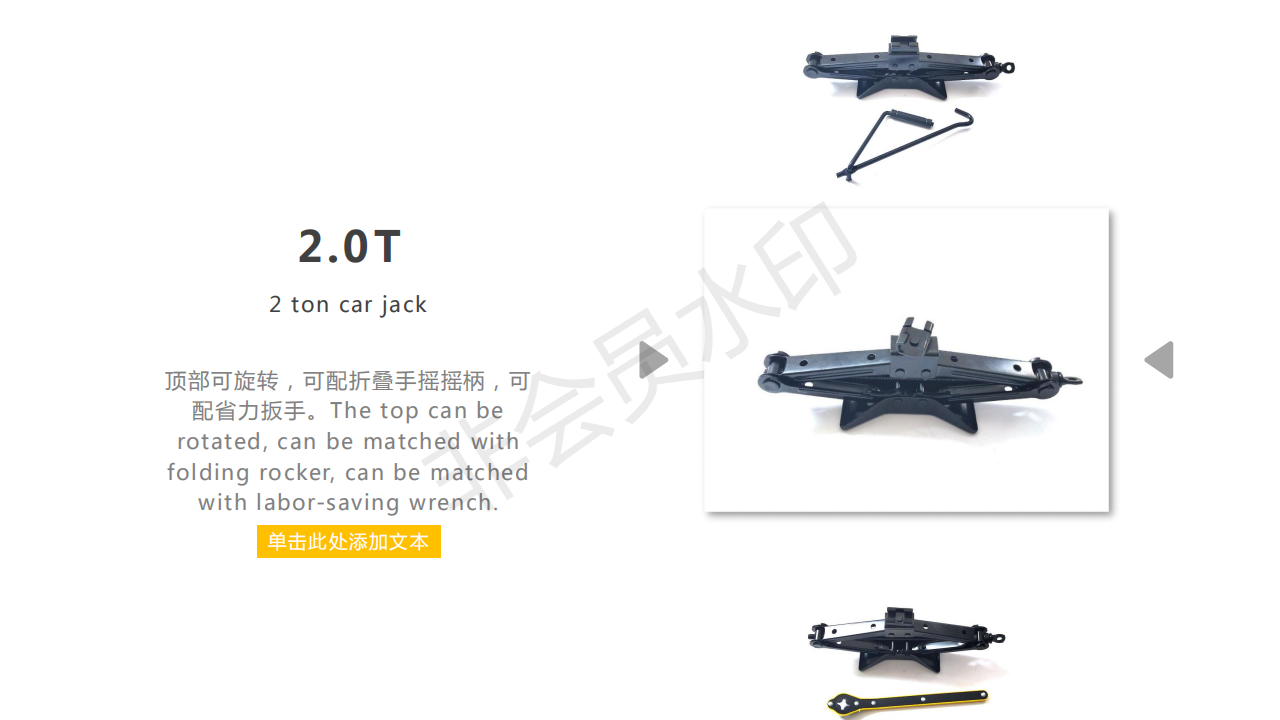 2.0T
2 ton car jack
顶部可旋转，可配折叠手摇摇柄，可
配省力扳手。The top can be
rotated, can be matched with
folding rocker, can be matched
with labor-saving wrench.
单击此处添加文本
非会员水印